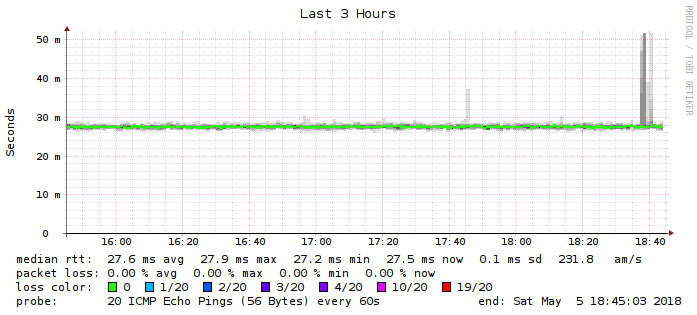 Last 3 Hours
RRDTOOL / TOBI OETIKER
Seconds
50 m
40 m
30 m
20 m
10 m
0
16:00 16:20 16:40 17:00 17:20 17:40 18:00 18:20 18:40
median rtt: 27.6 ms avg 27.9 ms max 27.2 ms min 27.5 ms now 0.1 ms sd 231.8 am/s
packet loss: 0.00 % avg 0.00 % max 0.00 % min 0.00 % now
loss color: 0 1/20 2/20 3/20 4/20 10/20 19/20
probe: 20 ICMP Echo Pings (56 Bytes) every 60s end: Sat May 5 18:45:03 2018